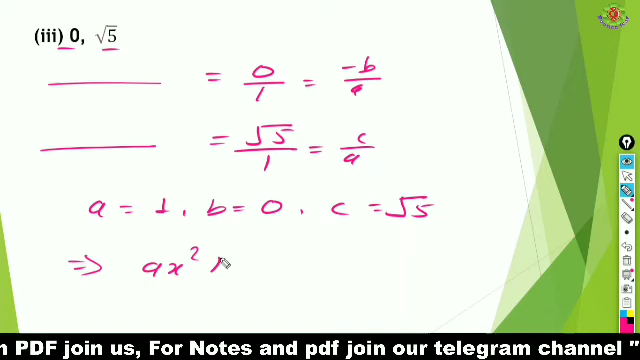 (iii) 0, √5
= 0/1 = -b/a
= √5/1 = c/a
a = 1, b = 0, c = √5
⇒ ax²
n PDF join us, For Notes and pdf join our telegram channel "